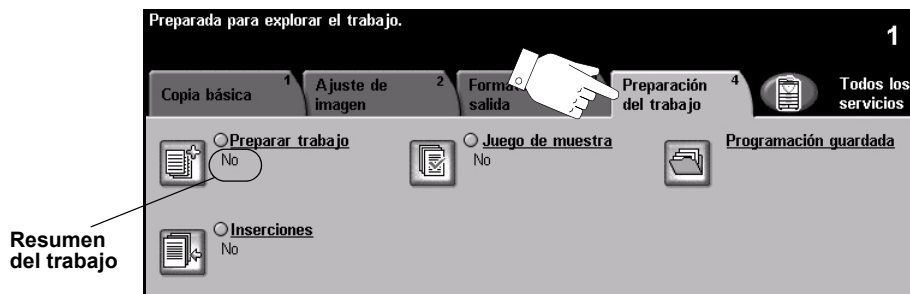 Preparada para explorar el trabajo.
1
Copia básica 1
Ajuste de imagen 2
salida
Preparación del trabajo 4
Todos los servicios
Preparar trabajo
No
Juego de muestra
No
Programación guardada
Inserciones
No
Resumen
del trabajo